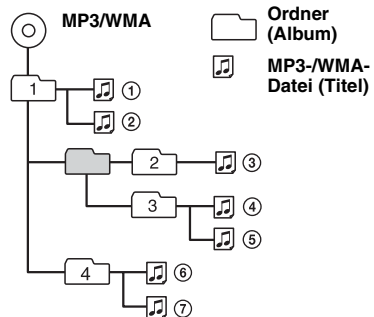 MP3/WMA
Ordner
(Album)
MP3-/WMA-
Datei (Titel)
1
①
②
2
③
3
④
⑤
4
⑥
⑦